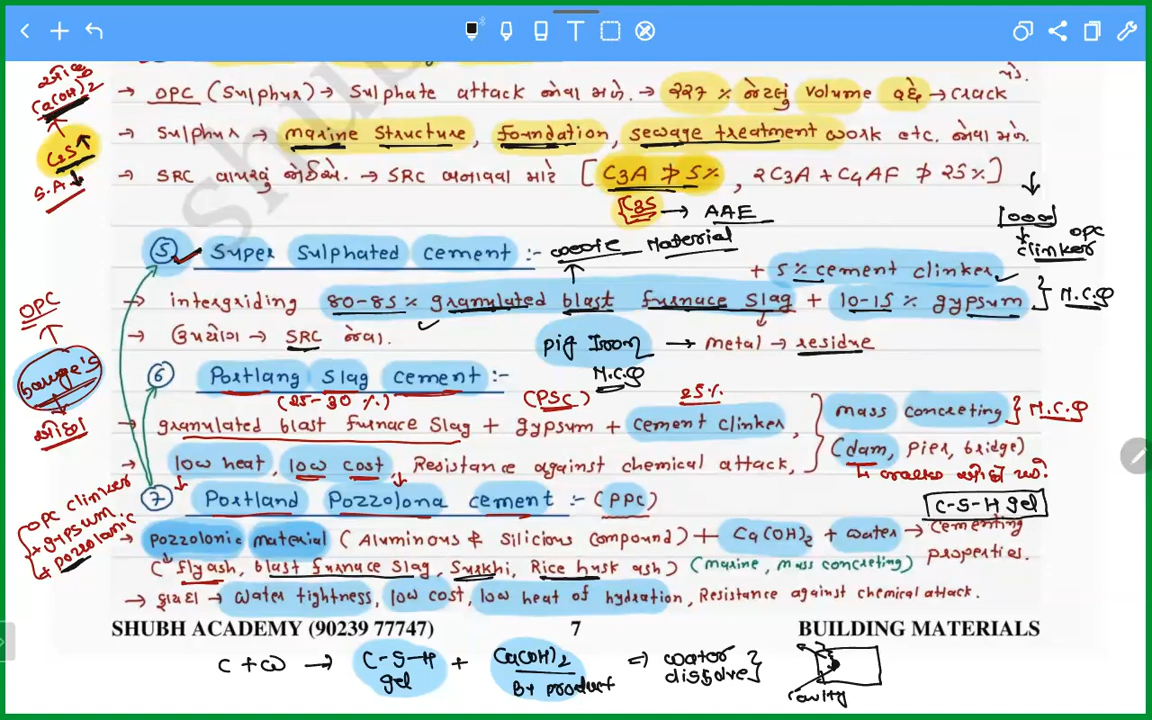 Ca(OH)2
C2S↑
S.A↓
→ OPC (Sulphur) → Sulphate attack જોવા મળે. → 227 % જેટલું volume વધે → crack
→ Sulphur → marine structure, foundation, sewage treatment work etc. જોવા મળે.
→ SRC વાપરવું જોઈએ. → SRC બનાવવા માટે [ C3A ≯ 5%, 2C3A + C4AF ≯ 25% ]
C3S → AAE
OPC
clinker
⑤ Super Sulphated cement :- waste Material
+ 5 % cement clinker
→ intergriding 80-85 % granulated blast furnace slag + 10-15 % gypsum } M.C.Q
→ ઉપયોગ → SRC જેવા.
pig Iron → metal → residue
OPC
⑥ Portlang Slag cement :- M.C.Q
(25-30 %) (PSC) 25%
→ granulated blast furnace slag + gypsum + cement clinker, } mass concreting } M.C.Q
(dam, pier, bridge)
→ low heat, low cost, Resistance against chemical attack,
OPC clinker
+ gypsum
+ pozzolanic
⑦ Portland Pozzolona cement :- (PPC)
C-S-H gel
→ pozzolonic material (Aluminous & Silicious compound) + Ca(OH)2 + water → cementing properties.
( flyash, blast furnace slag, Surkhi, Rice husk ash) (marine, mass concreting)
→ ફાયદા → water tightness, low cost, low heat of hydration, Resistance against chemical attack.
SHUBH ACADEMY (90239 77747) 7 BUILDING MATERIALS
C + W → C-S-H gel + Ca(OH)2 By product ⇒ water dissolve }
cavity